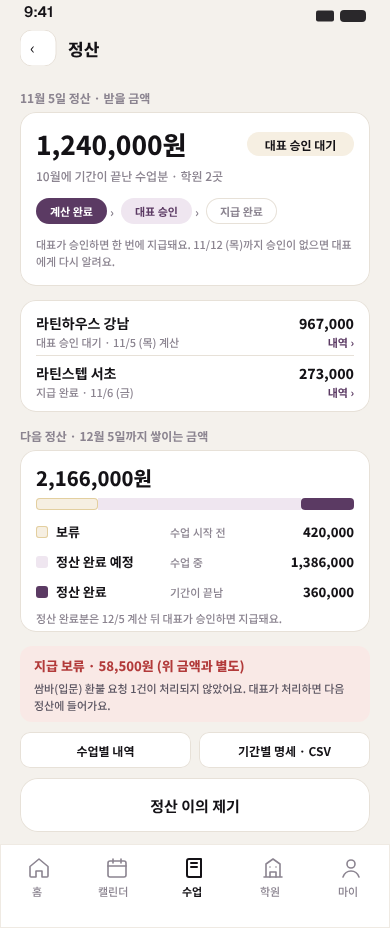 9:41
‹ 정산
11월 5일 정산 · 받을 금액
1,240,000원 대표 승인 대기
10월에 기간이 끝난 수업분 · 학원 2곳
계산 완료 › 대표 승인 › 지급 완료
대표가 승인하면 한 번에 지급돼요. 11/12 (목)까지 승인이 없으면 대표
에게 다시 알려요.
라틴하우스 강남 967,000
대표 승인 대기 · 11/5 (목) 계산 내역 ›
라틴스텝 서초 273,000
지급 완료 · 11/6 (금) 내역 ›
다음 정산 · 12월 5일까지 쌓이는 금액
2,166,000원
보류 수업 시작 전 420,000
정산 완료 예정 수업 중 1,386,000
정산 완료 기간이 끝남 360,000
정산 완료분은 12/5 계산 뒤 대표가 승인하면 지급돼요.
지급 보류 · 58,500원 (위 금액과 별도)
쌈바(입문) 환불 요청 1건이 처리되지 않았어요. 대표가 처리하면 다음
정산에 들어가요.
수업별 내역 기간별 명세 · CSV
정산 이의 제기
홈 캘린더 수업 학원 마이